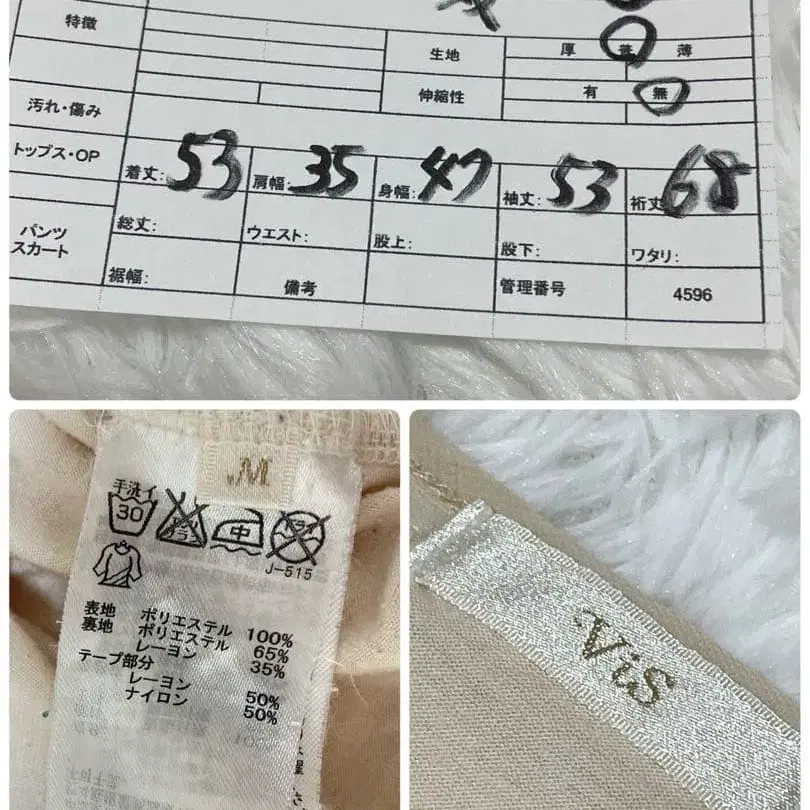 特徴
生地 厚 普 薄
伸縮性 有 無
汚れ・傷み
トップス・OP 着丈: 53 肩幅: 35 身幅: 47 袖丈: 53 裄丈 68
パンツ スカート 総丈: ウエスト: 股上: 股下: ワタリ:
裾幅: 備考 管理番号 4596
M
手洗イ
30 中 ドライ
J-515
表地 ポリエステル 100%
裏地 ポリエステル 65%
レーヨン 35%
テープ部分
レーヨン 50%
ナイロン 50%
ViS